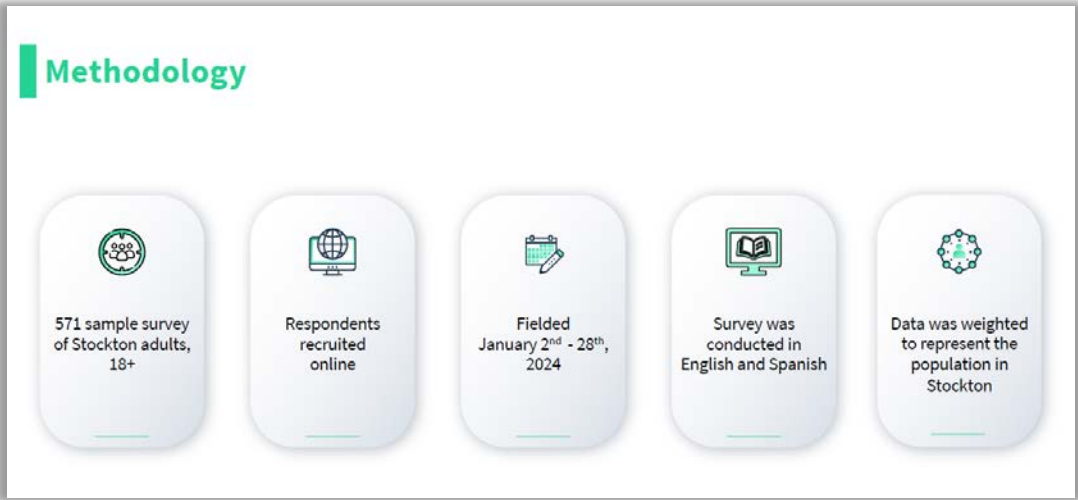 Methodology
571 sample survey
of Stockton adults,
18+
Respondents
recruited
online
Fielded
January 2nd - 28th,
2024
Survey was
conducted in
English and Spanish
Data was weighted
to represent the
population in
Stockton